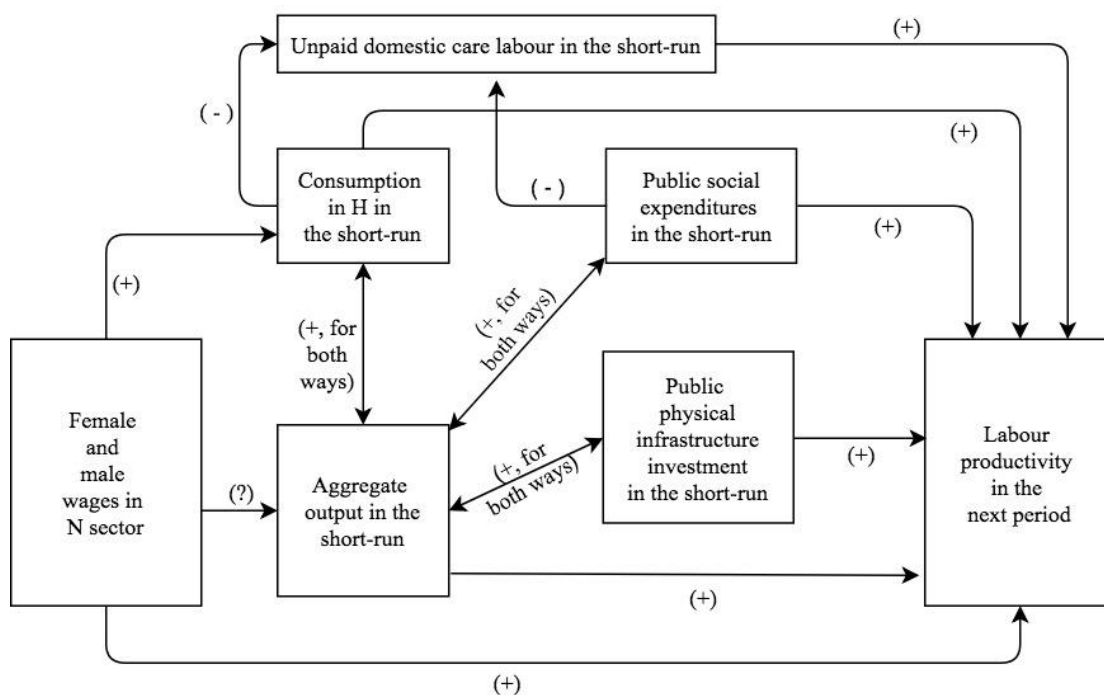 Unpaid domestic care labour in the short-run
(+)
( - )
(+)
Consumption
in H in
the short-run
( - )
Public social
expenditures
in the short-run
(+)
(+)
(+, for
both
ways)
(+, for
both ways)
Female
and
male
wages in
N sector
(?)
Aggregate
output in the
short-run
(+, for
both ways)
Public
physical
infrastructure
investment
in the short-run
(+)
Labour
productivity
in the
next period
(+)
(+)